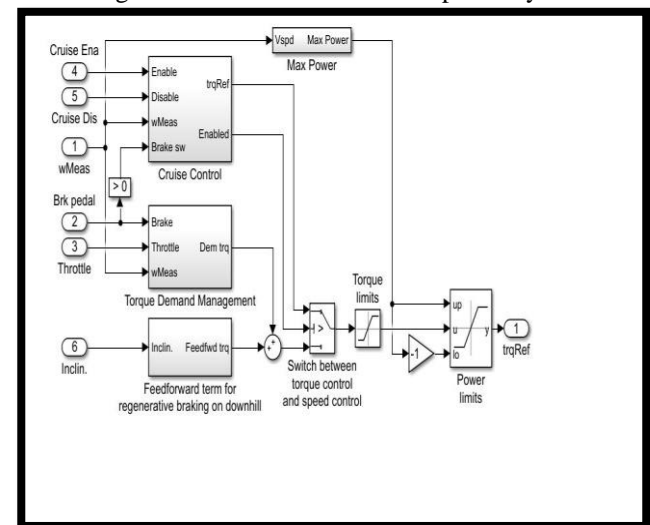 Cruise Ena
4
5
Cruise Dis
1
wMeas
Brk pedal
2
3
Throttle
6
Inclin.
Enable
Disable
wMeas
Brake sw
trqRef
Enabled
Cruise Control
> 0
Brake
Throttle
wMeas
Dem trq
Torque Demand Management
Inclin.
Feedfwd trq
Feedforward term for
regenerative braking on downhill
Vspd
Max Power
Max Power
+
+
>
Switch between
torque control
and speed control
Torque
limits
-1
up
u
lo
y
Power
limits
1
trqRef